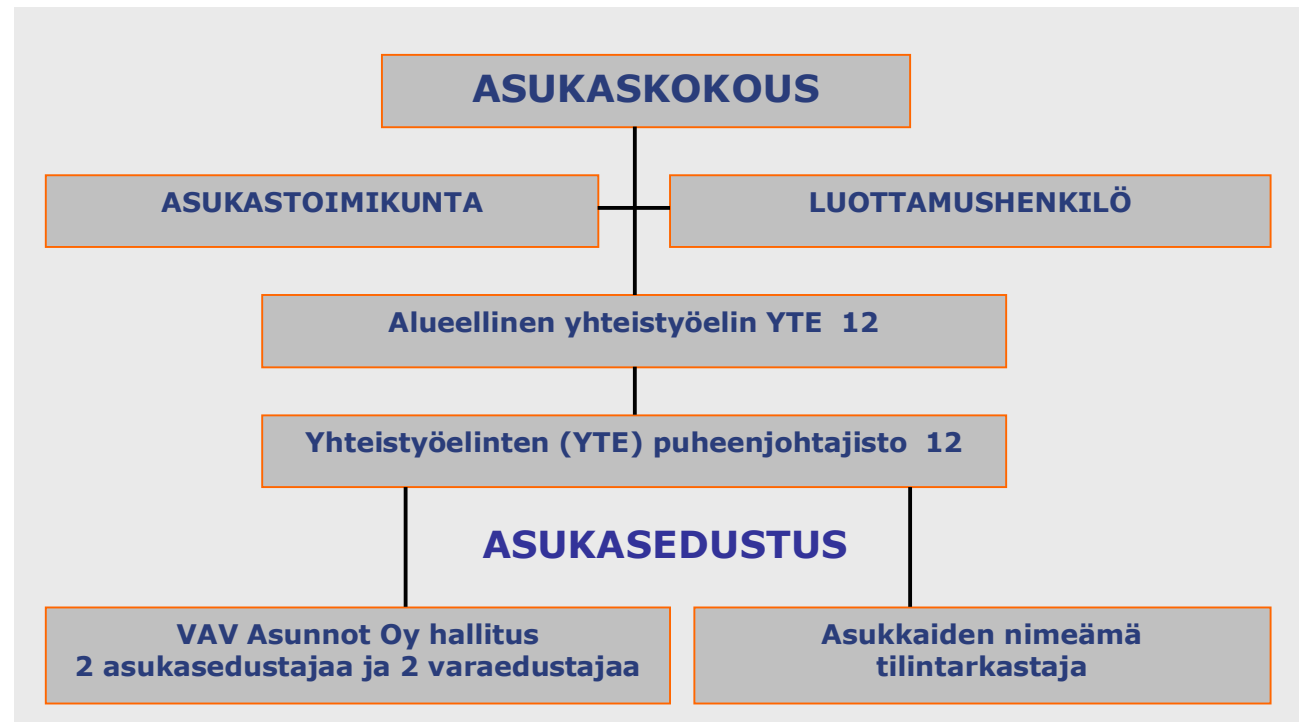 ASUKASKOKOUS
ASUKASTOIMIKUNTA
LUOTTAMUSHENKILÖ
Alueellinen yhteistyöelin YTE 12
Yhteistyöelinten (YTE) puheenjohtajisto 12
ASUKASEDUSTUS
VAV Asunnot Oy hallitus
2 asukasedustajaa ja 2 varaedustajaa
Asukkaiden nimeämä
tilintarkastaja